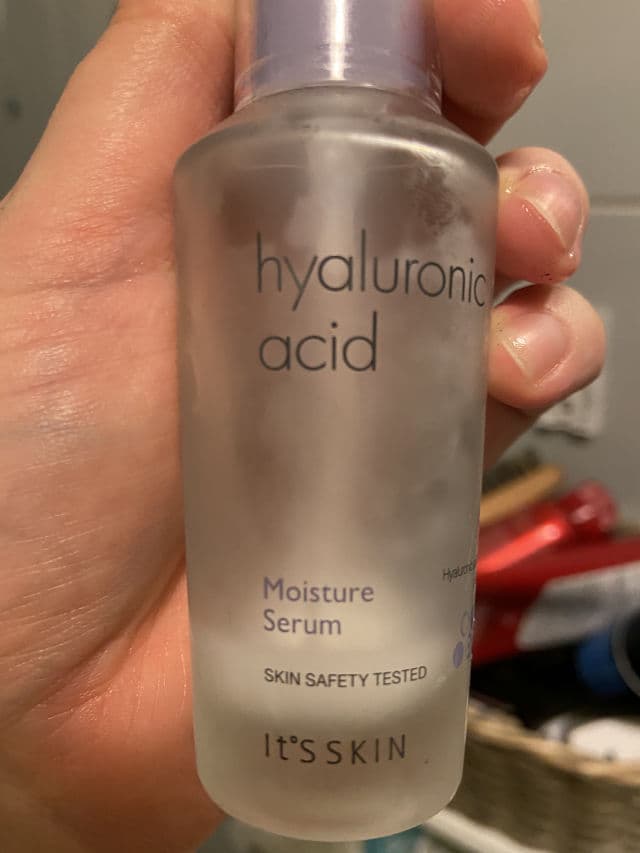 hyaluronic
acid
Moisture
Serum
SKIN SAFETY TESTED
It'S SKIN